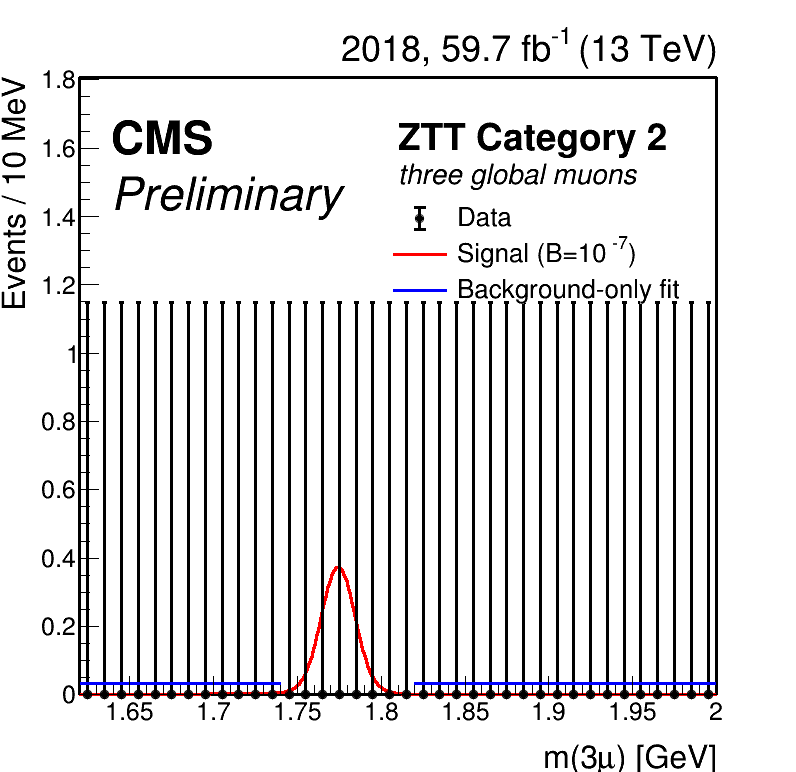 2018, 59.7 fb-1 (13 TeV)
Events / 10 MeV
CMS
Preliminary
ZTT Category 2
three global muons
Data
Signal (B=10-7)
Background-only fit
1.8
1.6
1.4
1.2
1
0.8
0.6
0.4
0.2
0
1.65 1.7 1.75 1.8 1.85 1.9 1.95 2
m(3μ) [GeV]